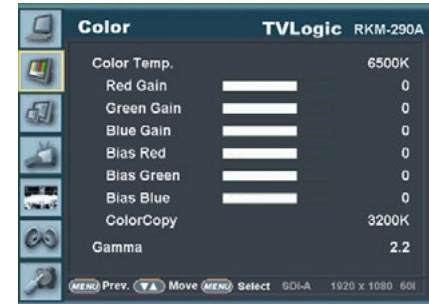 Color TVLogic RKM-290A
Color Temp. 6500K
Red Gain 0
Green Gain 0
Blue Gain 0
Bias Red 0
Bias Green 0
Bias Blue 0
ColorCopy 3200K
Gamma 2.2
MENU Prev. ▼▲ Move MENU Select SDI-A 1920 x 1080 60I